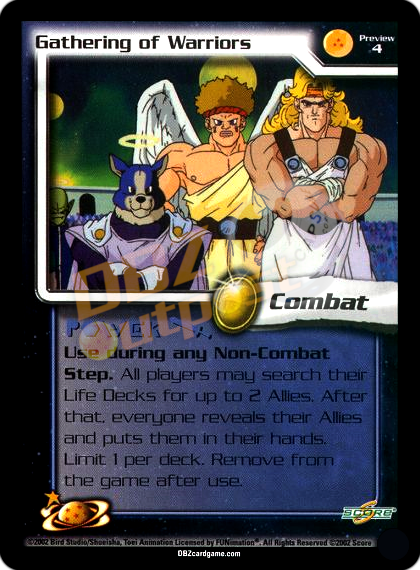 Gathering of Warriors
Preview
4
DBZ
Outpost
Combat
POWER
Use during any Non-Combat
Step. All players may search their
Life Decks for up to 2 Allies. After
that, everyone reveals their Allies
and puts them in their hands.
Limit 1 per deck. Remove from
the game after use.
SCORE
©2002 Bird Studio/Shueisha, Toei Animation Licensed by FUNimation®. All Rights Reserved ©2002 Score
DBZcardgame.com